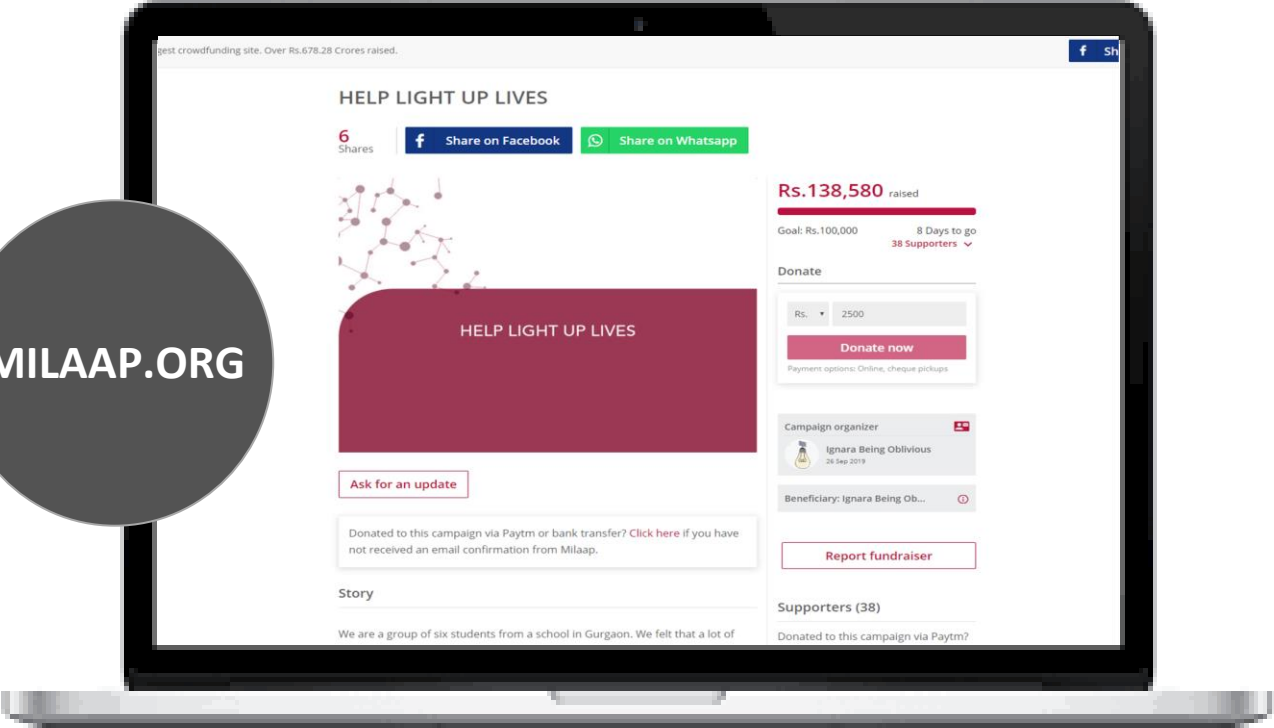 gest crowdfunding site. Over Rs.678.28 Crores raised.
f Sh
HELP LIGHT UP LIVES
6
Shares
f Share on Facebook
Share on Whatsapp
Rs.138,580 raised
Goal: Rs.100,000 8 Days to go
38 Supporters
Donate
Rs. 2500
Donate now
Payment options: Online, cheque pickups
HELP LIGHT UP LIVES
MILAAP.ORG
Campaign organizer
Ignara Being Oblivious
26 Sep 2019
Beneficiary: Ignara Being Ob...
Ask for an update
Donated to this campaign via Paytm or bank transfer? Click here if you have
not received an email confirmation from Milaap.
Report fundraiser
Story
We are a group of six students from a school in Gurgaon. We felt that a lot of
Supporters (38)
Donated to this campaign via Paytm?